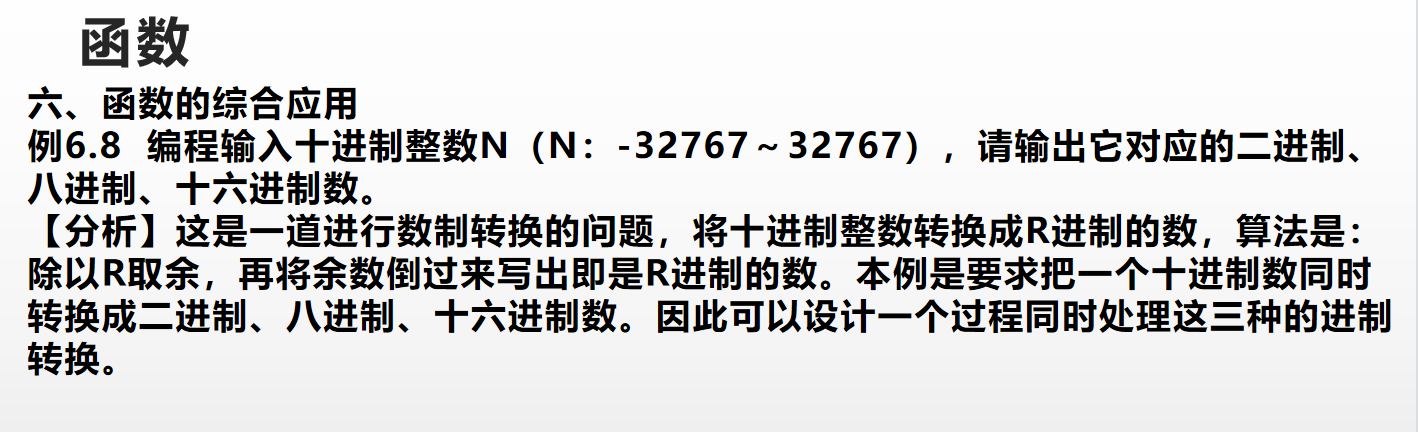 函数
六、函数的综合应用
例6.8  编程输入十进制整数N（N：-32767～32767），请输出它对应的二进制、
八进制、十六进制数。
【分析】这是一道进行数制转换的问题，将十进制整数转换成R进制的数，算法是：
除以R取余，再将余数倒过来写出即是R进制的数。本例是要求把一个十进制数同时
转换成二进制、八进制、十六进制数。因此可以设计一个过程同时处理这三种的进制
转换。